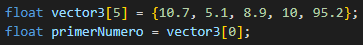 float vector3[5] = {10.7, 5.1, 8.9, 10, 95.2};
float primerNumero = vector3[0];